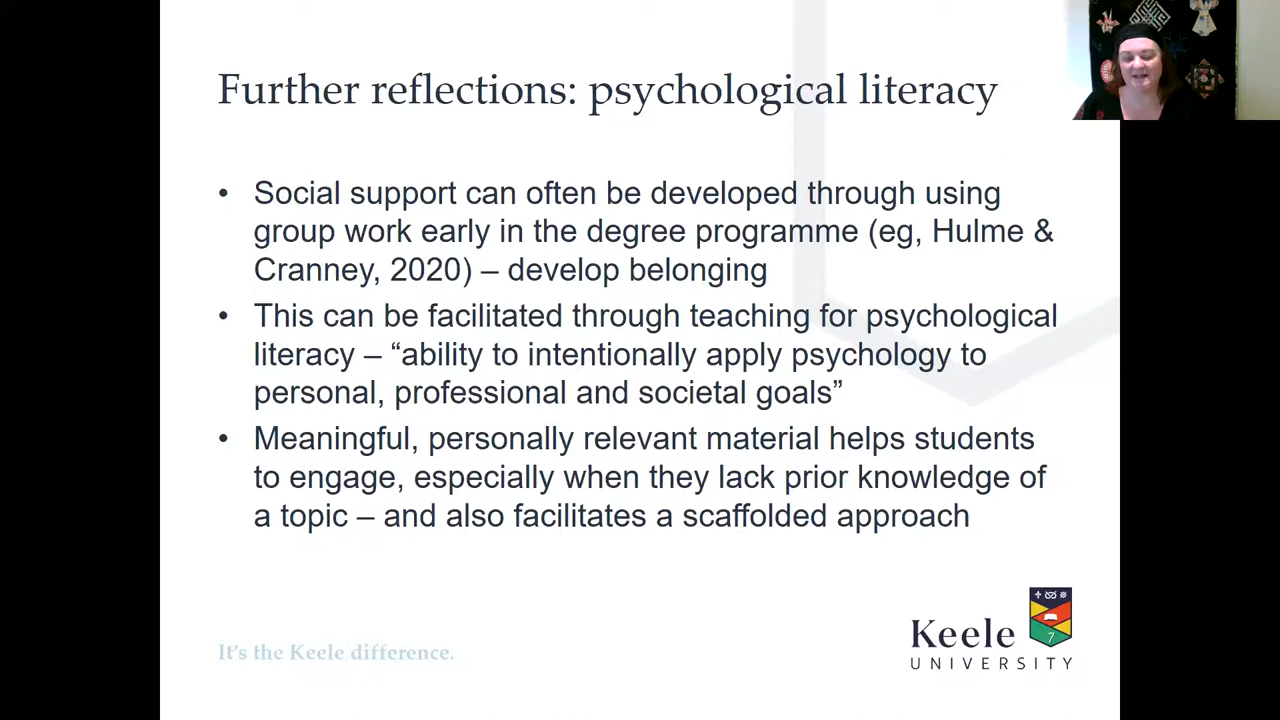 Further reflections: psychological literacy
• Social support can often be developed through using
group work early in the degree programme (eg, Hulme &
Cranney, 2020) – develop belonging
• This can be facilitated through teaching for psychological
literacy – “ability to intentionally apply psychology to
personal, professional and societal goals”
• Meaningful, personally relevant material helps students
to engage, especially when they lack prior knowledge of
a topic – and also facilitates a scaffolded approach
It's the Keele difference.
Keele
UNIVERSITY